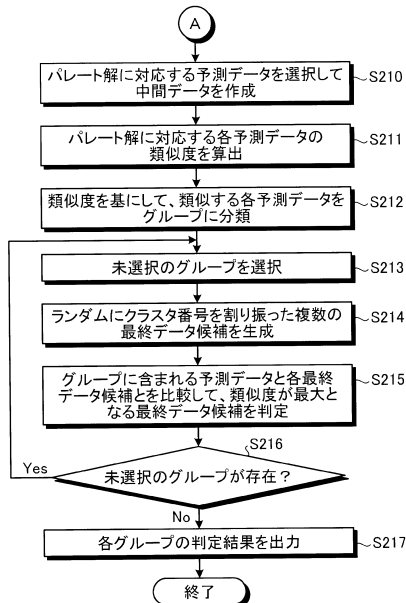 A
パレート解に対応する予測データを選択して
中間データを作成
S210
パレート解に対応する各予測データの
類似度を算出
S211
類似度を基にして、類似する各予測データを
グループに分類
S212
未選択のグループを選択
S213
ランダムにクラスタ番号を割り振った複数の
最終データ候補を生成
S214
グループに含まれる予測データと各最終
データ候補とを比較して、類似度が最大と
なる最終データ候補を判定
S215
S216
未選択のグループが存在？
Yes
No
各グループの判定結果を出力
S217
終了